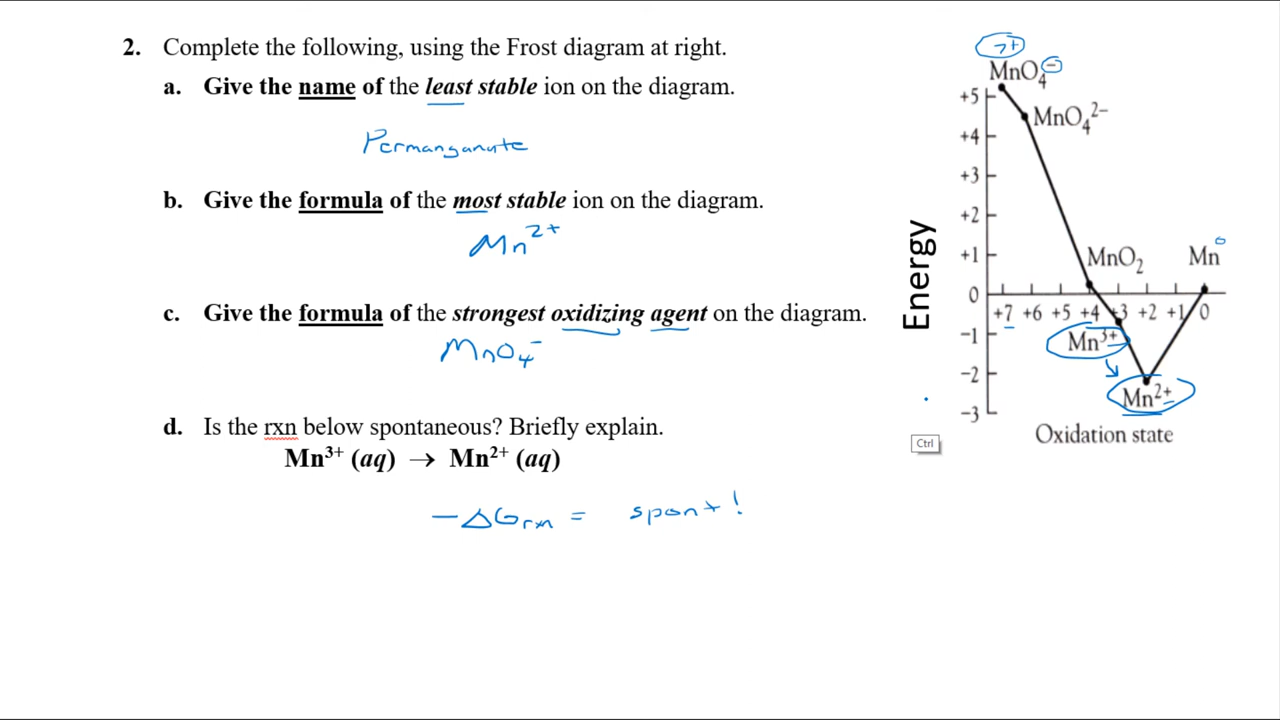 2. Complete the following, using the Frost diagram at right.
a. Give the name of the least stable ion on the diagram.
Permanganate
b. Give the formula of the most stable ion on the diagram.
Mn²⁺
c. Give the formula of the strongest oxidizing agent on the diagram.
MnO₄⁻
d. Is the rxn below spontaneous? Briefly explain.
Mn³⁺ (aq) → Mn²⁺ (aq)
-ΔGrxn = spont!
7+
MnO₄⁻
+5
MnO₄²⁻
+4
+3
+2
+1
MnO₂
Mn⁰
0
+7 +6 +5 +4 +3 +2 +1 0
-1
Mn³⁺
-2
Mn²⁺
-3
Energy
Oxidation state
Ctrl